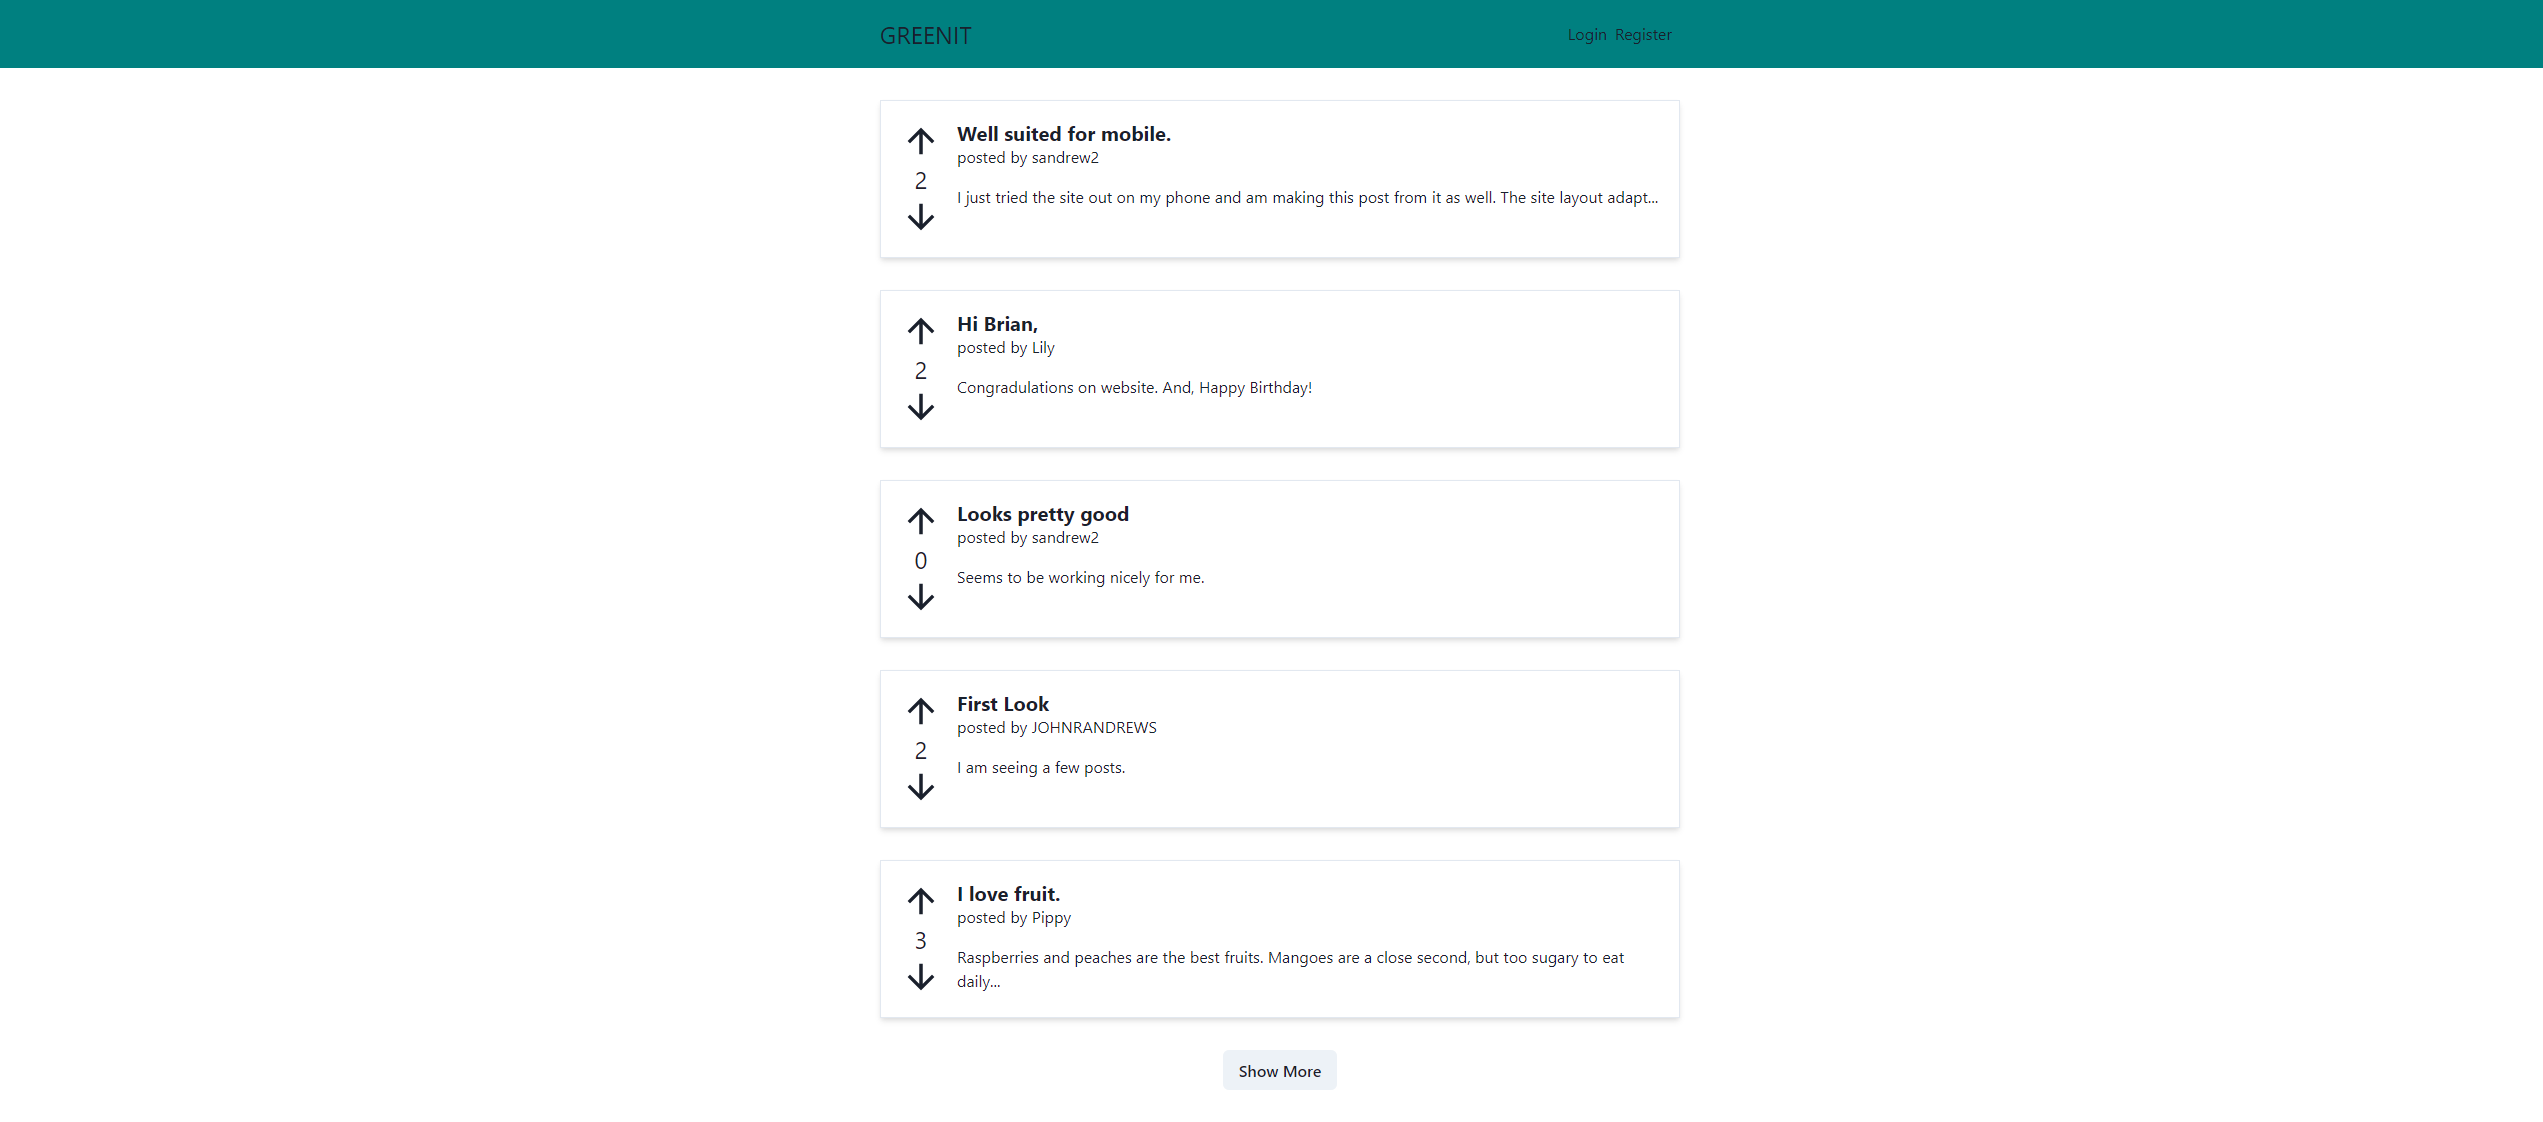 GREENIT
Login Register
Well suited for mobile.
posted by sandrew2
2
I just tried the site out on my phone and am making this post from it as well. The site layout adapt...
Hi Brian,
posted by Lily
2
Congradulations on website. And, Happy Birthday!
Looks pretty good
posted by sandrew2
0
Seems to be working nicely for me.
First Look
posted by JOHNRANDREWS
2
I am seeing a few posts.
I love fruit.
posted by Pippy
3
Raspberries and peaches are the best fruits. Mangoes are a close second, but too sugary to eat
daily...
Show More